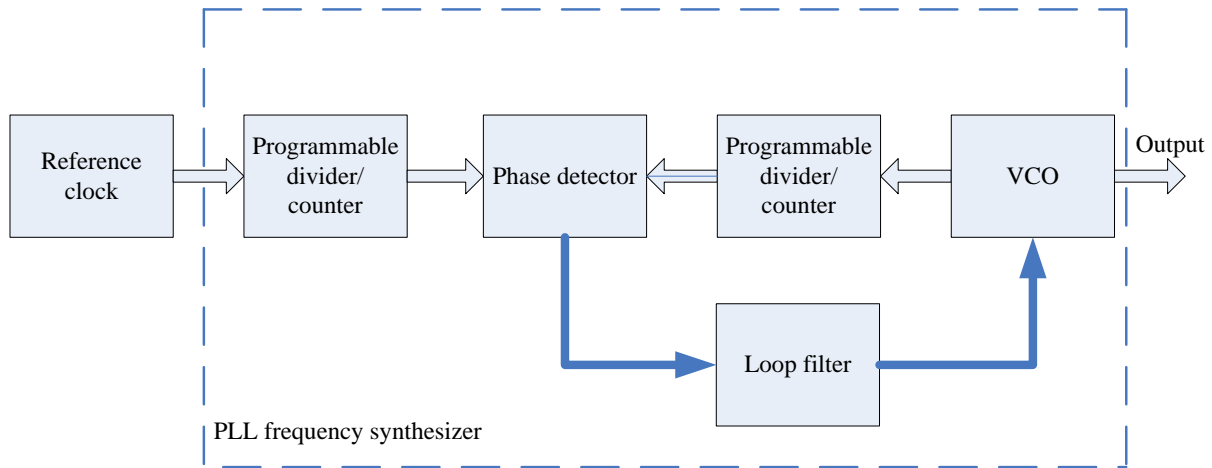 Reference
clock
Programmable
divider/
counter
Phase detector
Programmable
divider/
counter
VCO
Output
Loop filter
PLL frequency synthesizer